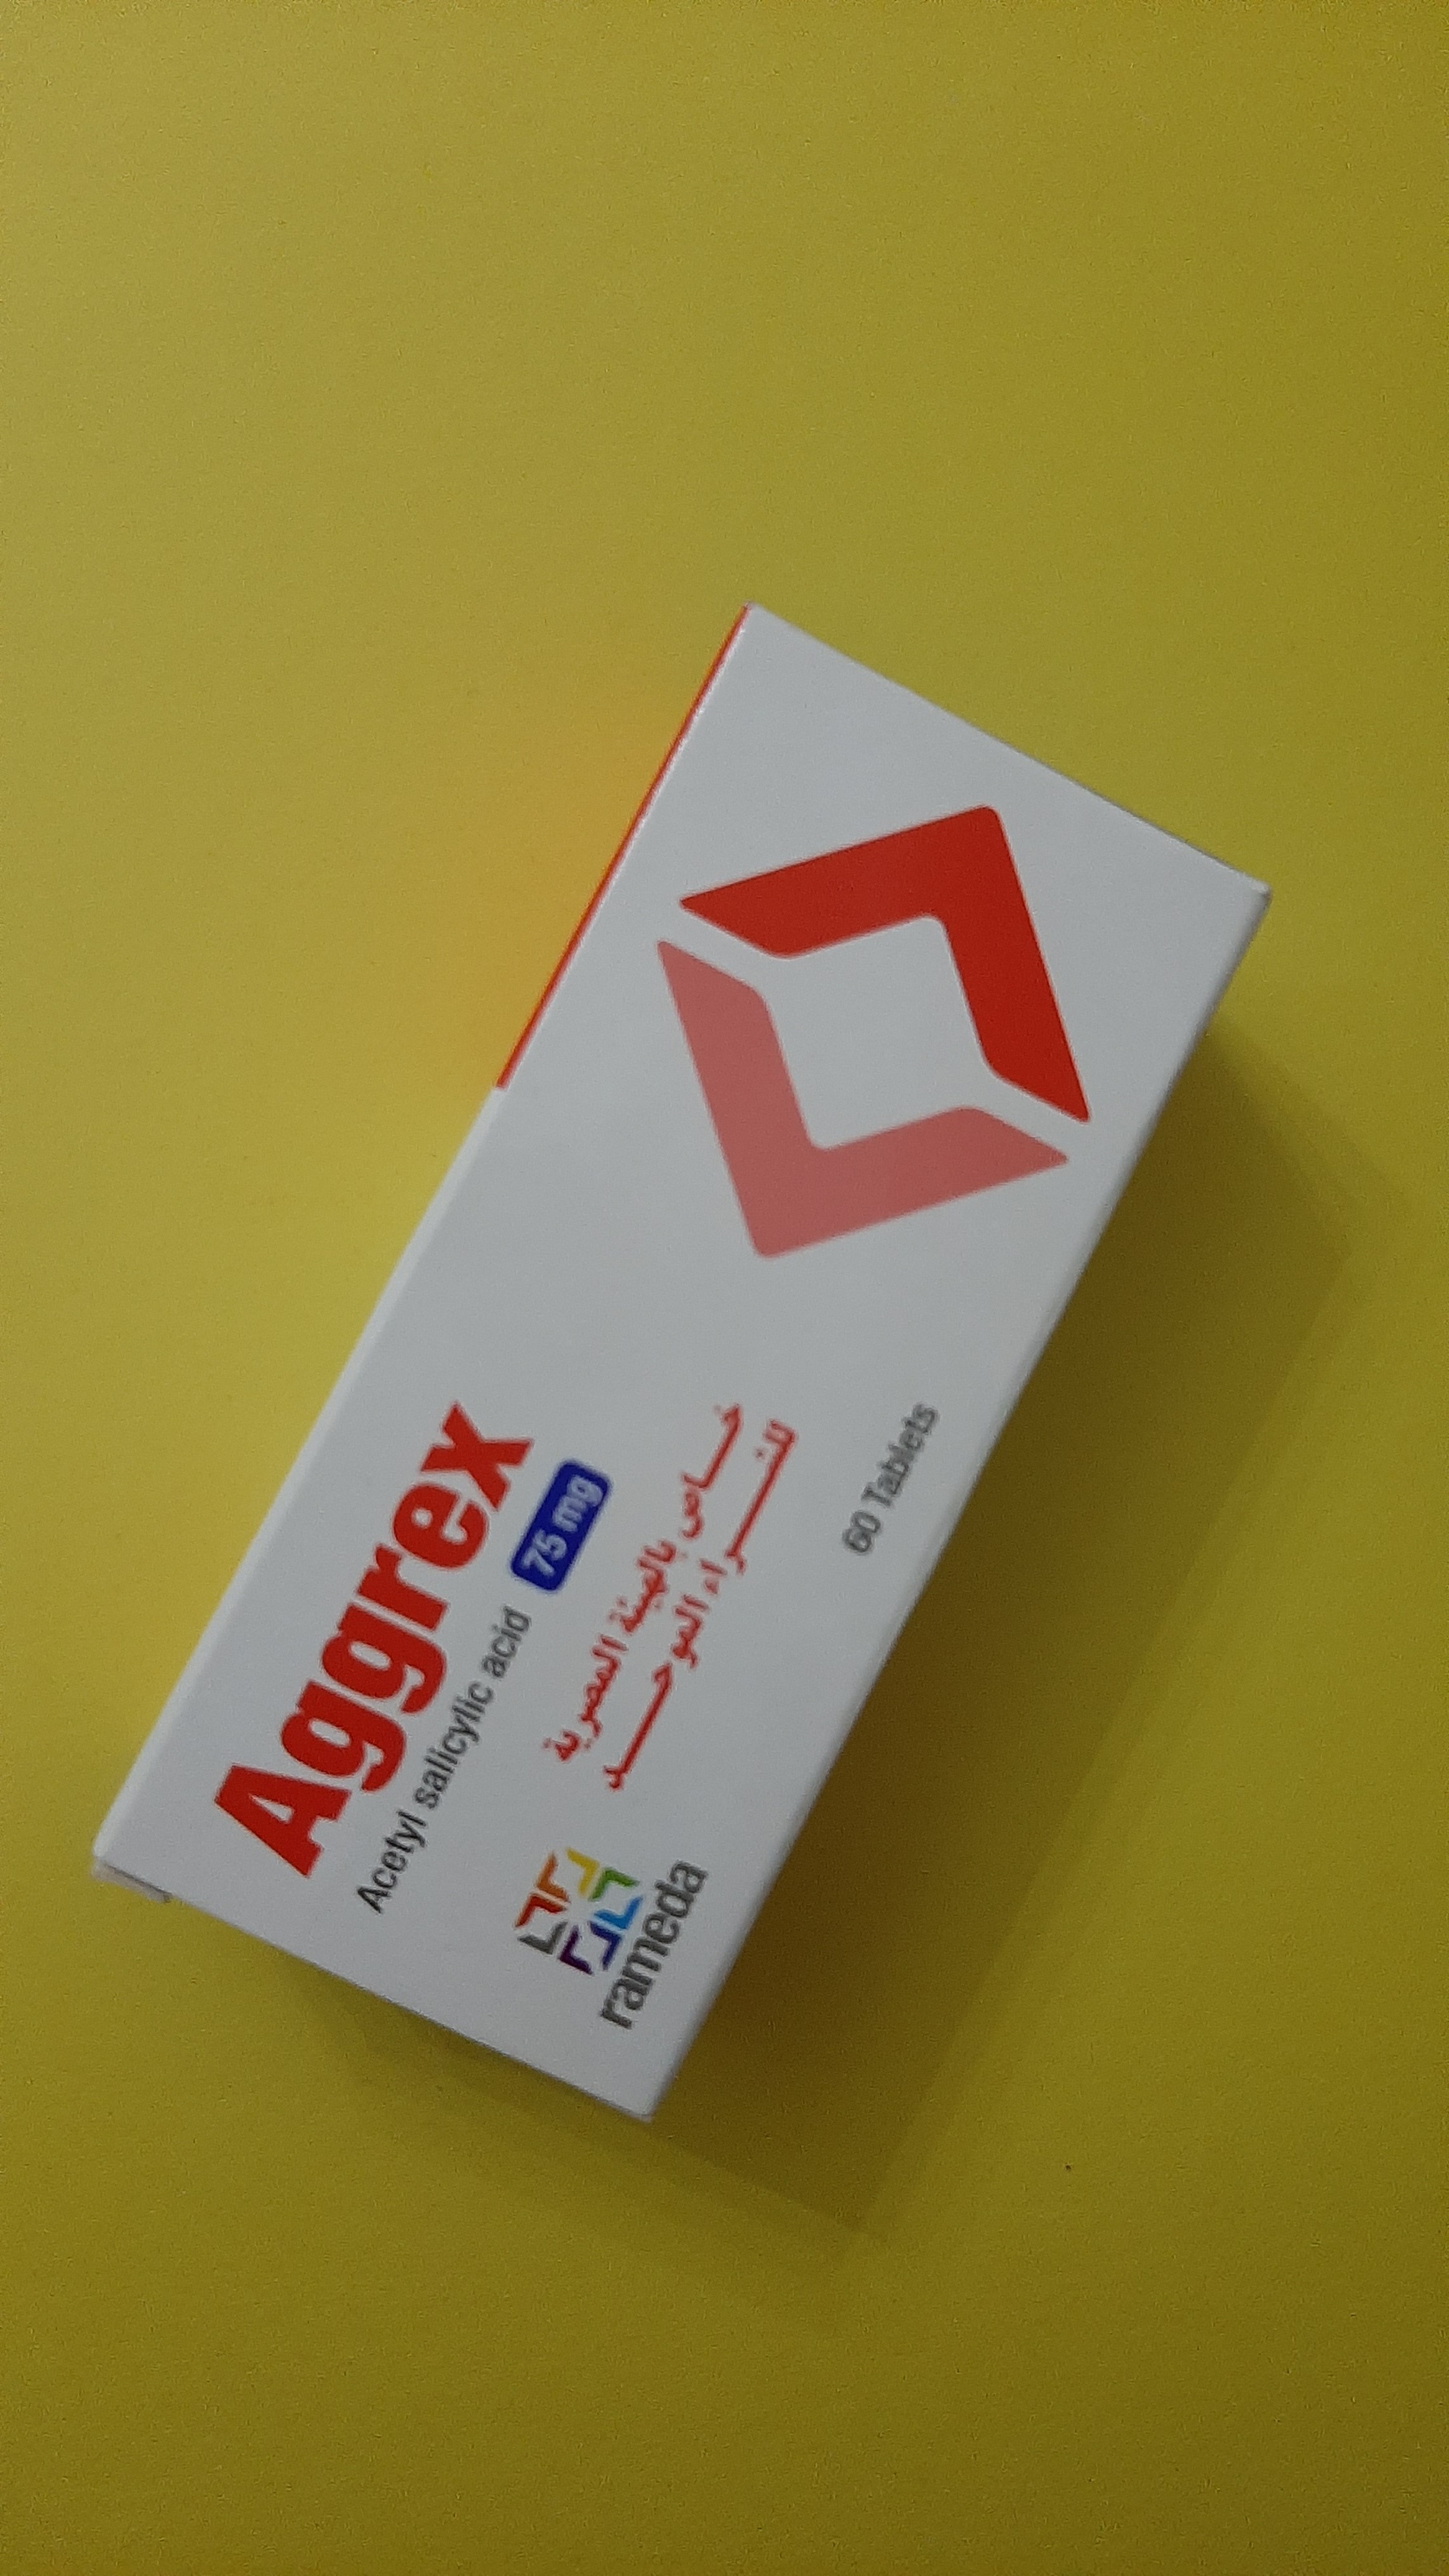 Aggrex
Acetyl salicylic acid 75 mg
خاص بالهيئة المصرية
للشراء الموحد
60 Tablets
rameda